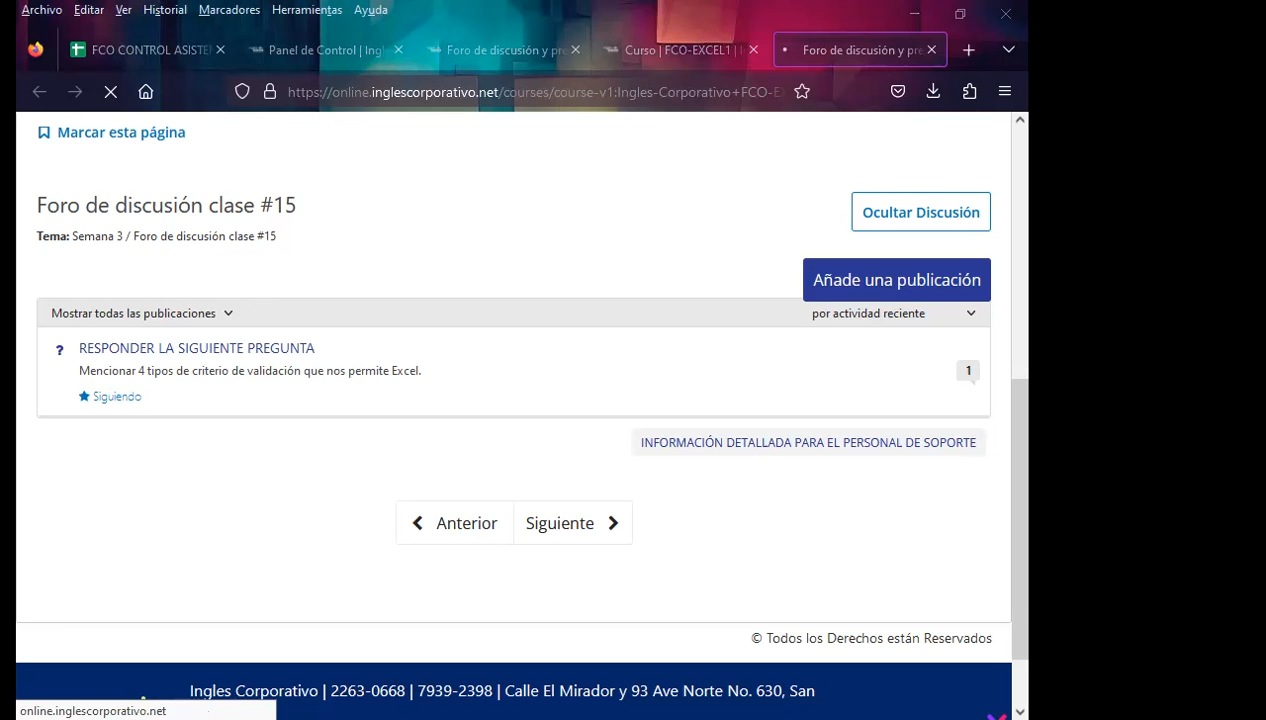 Archivo Editar Ver Historial Marcadores Herramientas Ayuda
FCO CONTROL ASISTEN Panel de Control | Ingl Foro de discusión y pre Curso | FCO-EXCEL1 | I Foro de discusión y pre
https://online.inglescorporativo.net/courses/course-v1:Ingles-Corporativo+FCO-EX
Marcar esta página
Foro de discusión clase #15
Ocultar Discusión
Tema: Semana 3 / Foro de discusión clase #15
Añade una publicación
Mostrar todas las publicaciones por actividad reciente
? RESPONDER LA SIGUIENTE PREGUNTA
Mencionar 4 tipos de criterio de validación que nos permite Excel.
1
Siguiendo
INFORMACIÓN DETALLADA PARA EL PERSONAL DE SOPORTE
Anterior Siguiente
© Todos los Derechos están Reservados
Ingles Corporativo | 2263-0668 | 7939-2398 | Calle El Mirador y 93 Ave Norte No. 630, San
online.inglescorporativo.net